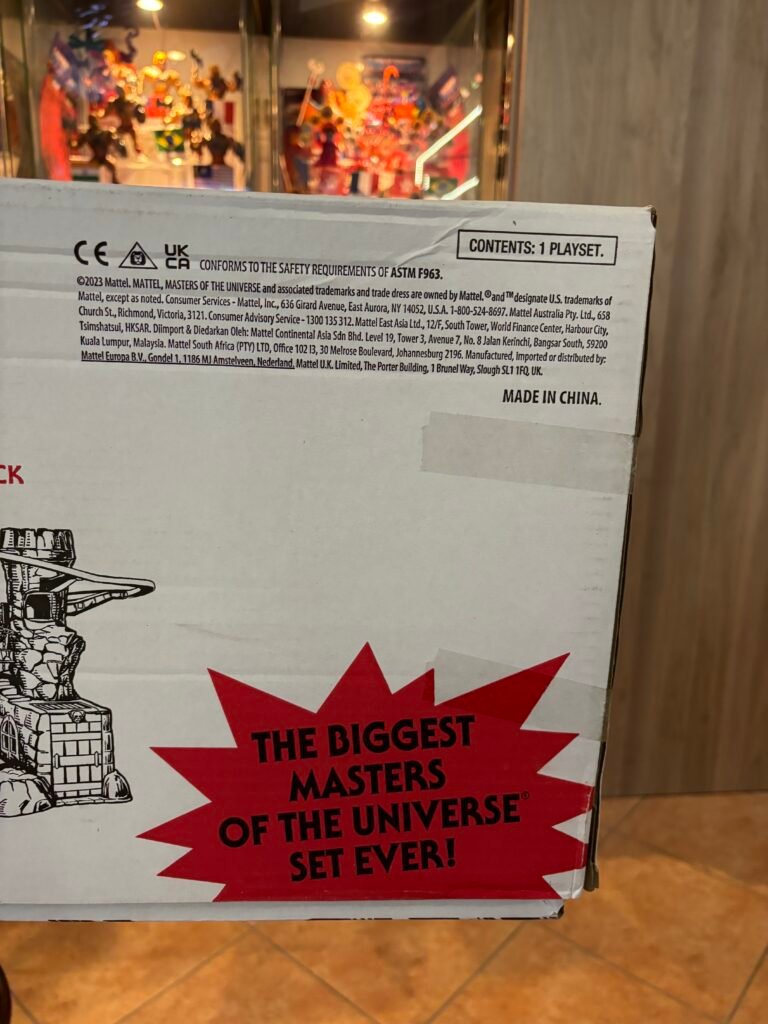 CE UK CA CONFORMS TO THE SAFETY REQUIREMENTS OF ASTM F963.
CONTENTS: 1 PLAYSET.
©2023 Mattel. MATTEL, MASTERS OF THE UNIVERSE and associated trademarks and trade dress are owned by Mattel. ® and ™ designate U.S. trademarks of
Mattel, except as noted. Consumer Services - Mattel, Inc., 636 Girard Avenue, East Aurora, NY 14052, U.S.A. 1-800-524-8697. Mattel Australia Pty. Ltd., 658
Church St., Richmond, Victoria, 3121. Consumer Advisory Service - 1300 135 312. Mattel East Asia Ltd., 12/F, South Tower, World Finance Center, Harbour City,
Tsimshatsui, HKSAR. Diimport & Diedarkan Oleh: Mattel Continental Asia Sdn Bhd. Level 19, Tower 3, Avenue 7, No. 8 Jalan Kerinchi, Bangsar South, 59200
Kuala Lumpur, Malaysia. Mattel South Africa (PTY) LTD, Office 102 I3, 30 Melrose Boulevard, Johannesburg 2196. Manufactured, imported or distributed by:
Mattel Europa B.V., Gondel 1, 1186 MJ Amstelveen, Nederland. Mattel U.K. Limited, The Porter Building, 1 Brunel Way, Slough SL1 1FQ, UK.
MADE IN CHINA.
CK
THE BIGGEST
MASTERS
OF THE UNIVERSE©
SET EVER!